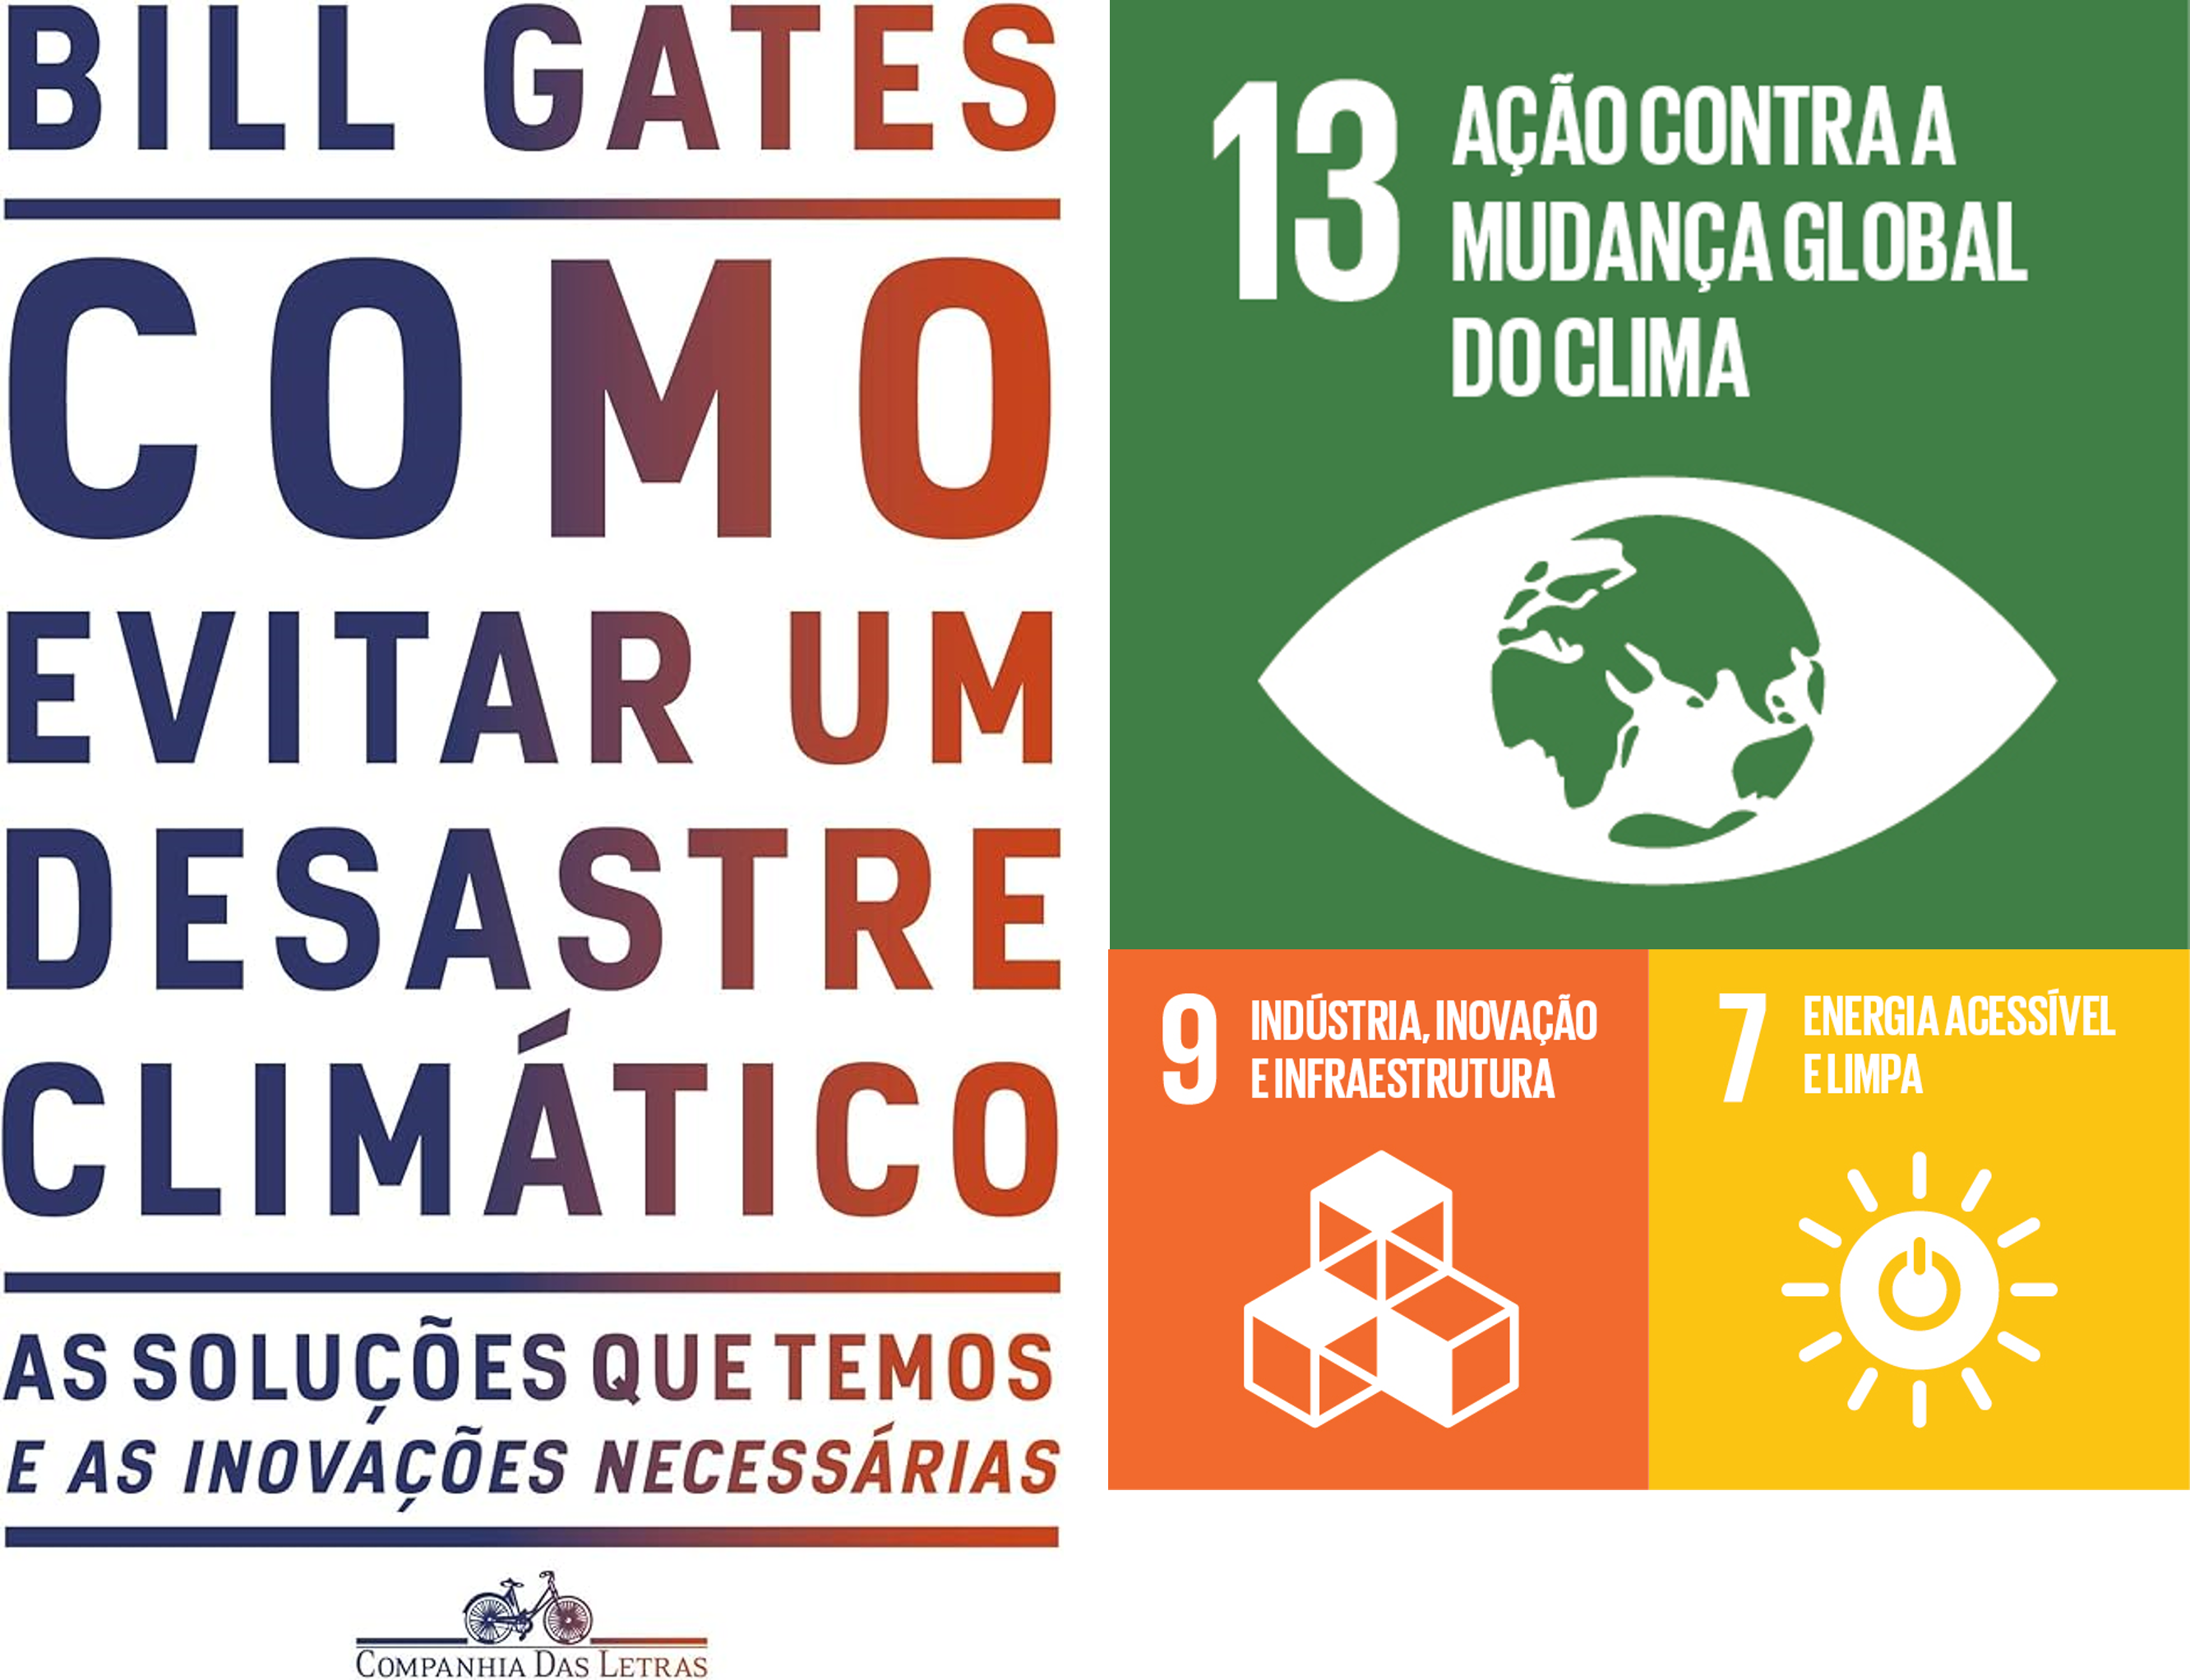 BILL GATES
COMO
EVITAR UM
DESASTRE
CLIMÁTICO
AS SOLUÇÕES QUE TEMOS
E AS INOVAÇÕES NECESSÁRIAS
COMPANHIA DAS LETRAS
13
AÇÃO CONTRA A
MUDANÇA GLOBAL
DO CLIMA
9
INDÚSTRIA, INOVAÇÃO
E INFRAESTRUTURA
7
ENERGIA ACESSÍVEL
E LIMPA